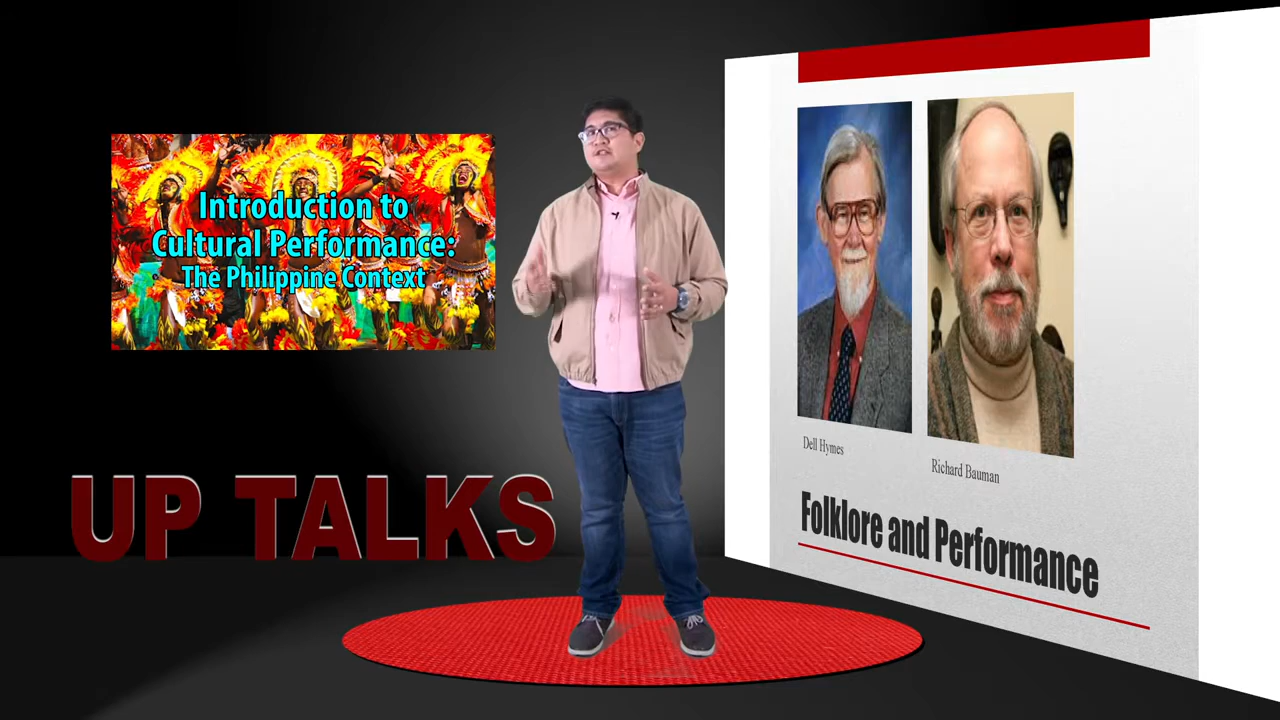 Introduction to
Cultural Performance:
The Philippine Context
UP TALKS
Dell Hymes
Richard Bauman
Folklore and Performance